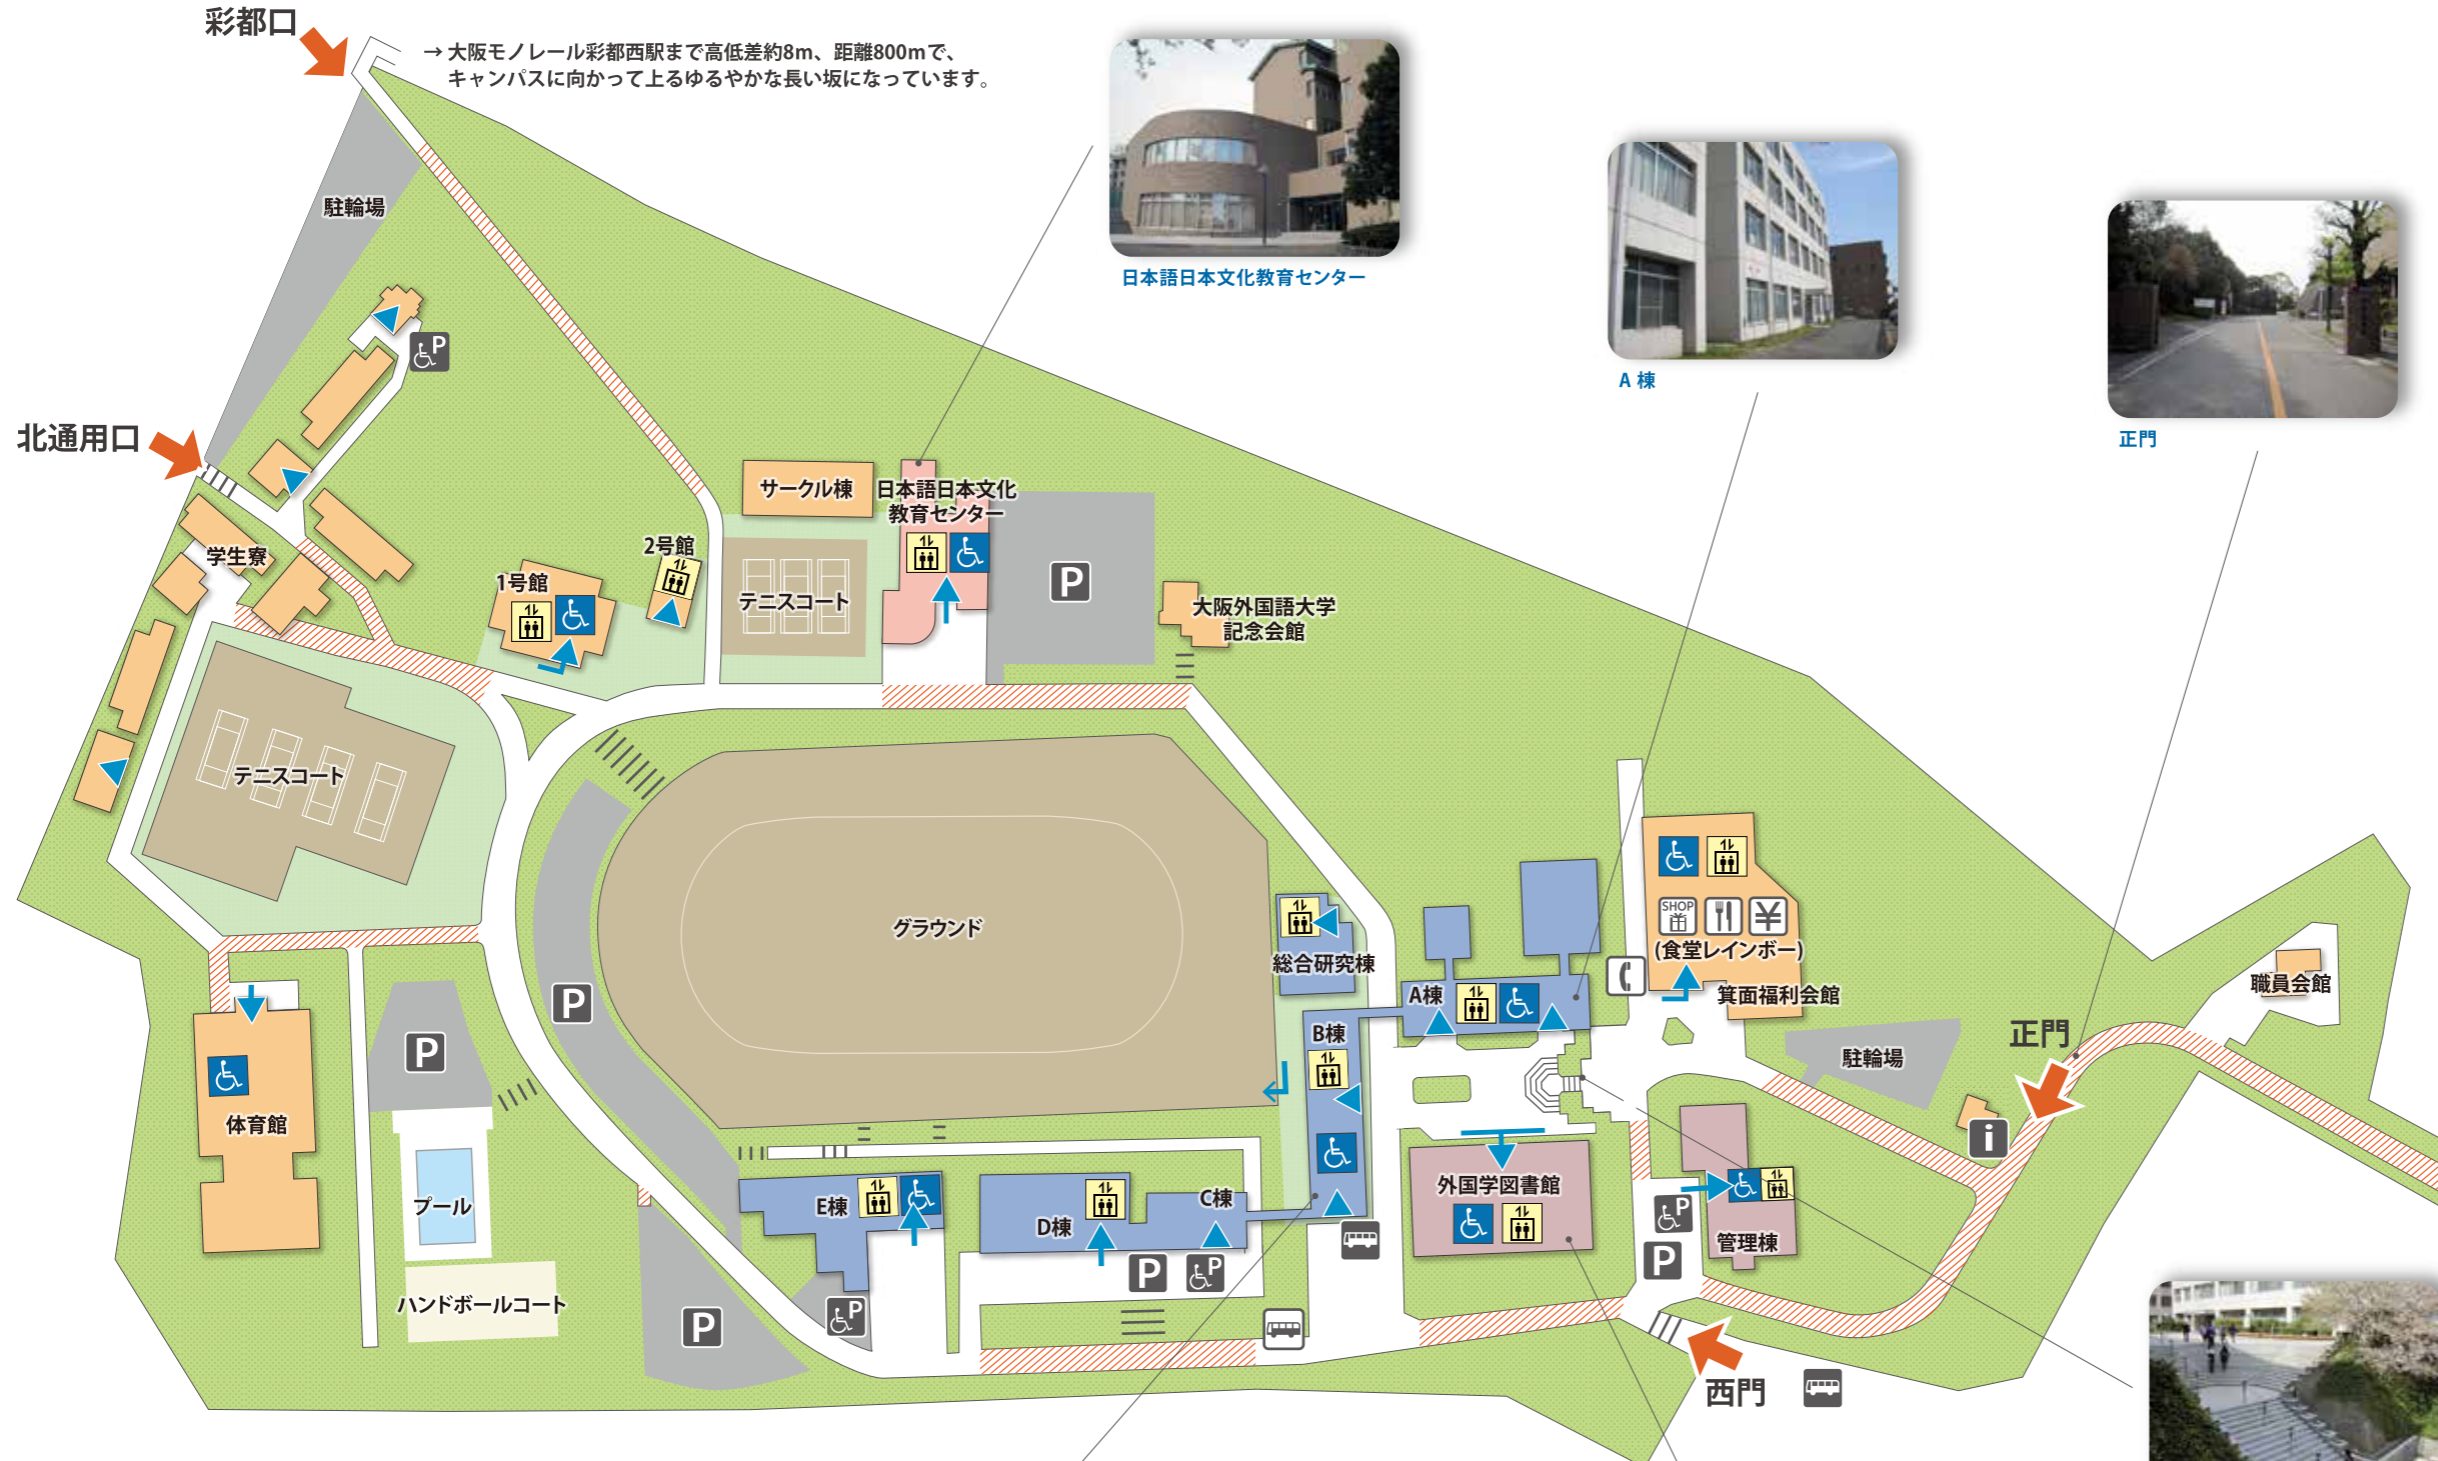 彩都口
→ 大阪モノレール彩都西駅まで高低差約8m、距離800mで、
キャンパスに向かって上るゆるやかな長い坂になっています。
日本語日本文化教育センター
A 棟
正門
駐輪場
北通用口
P
サークル棟
日本語日本文化
教育センター
2号館
学生寮
1号館
テニスコート
P
大阪外国語大学
記念会館
テニスコート
グラウンド
SHOP
¥
(食堂レインボー)
総合研究棟
職員会館
A棟
箕面福利会館
P
B棟
正門
P
駐輪場
体育館
i
外国学図書館
E棟
C棟
プール
D棟
P
管理棟
P
P
P
ハンドボールコート
P
P
西門